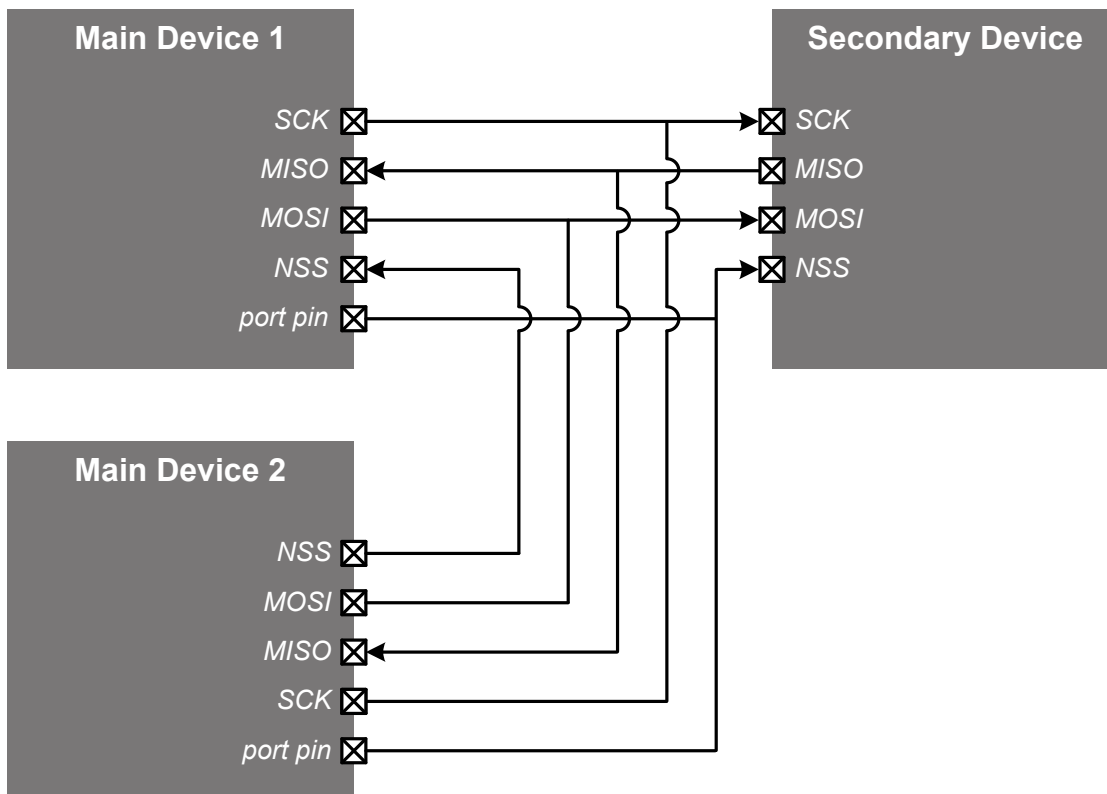 Main Device 1
SCK
MISO
MOSI
NSS
port pin
Secondary Device
SCK
MISO
MOSI
NSS
Main Device 2
NSS
MOSI
MISO
SCK
port pin